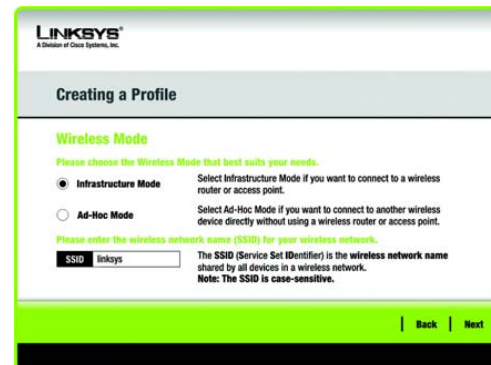 LINKSYS®
A Division of Cisco Systems, Inc.
Creating a Profile
Wireless Mode
Please choose the Wireless Mode that best suits your needs.
Infrastructure Mode
Select Infrastructure Mode if you want to connect to a wireless
router or access point.
Ad-Hoc Mode
Select Ad-Hoc Mode if you want to connect to another wireless
device directly without using a wireless router or access point.
Please enter the wireless network name (SSID) for your wireless network.
SSID linksys
The SSID (Service Set IDentifier) is the wireless network name
shared by all devices in a wireless network.
Note: The SSID is case-sensitive.
Back Next